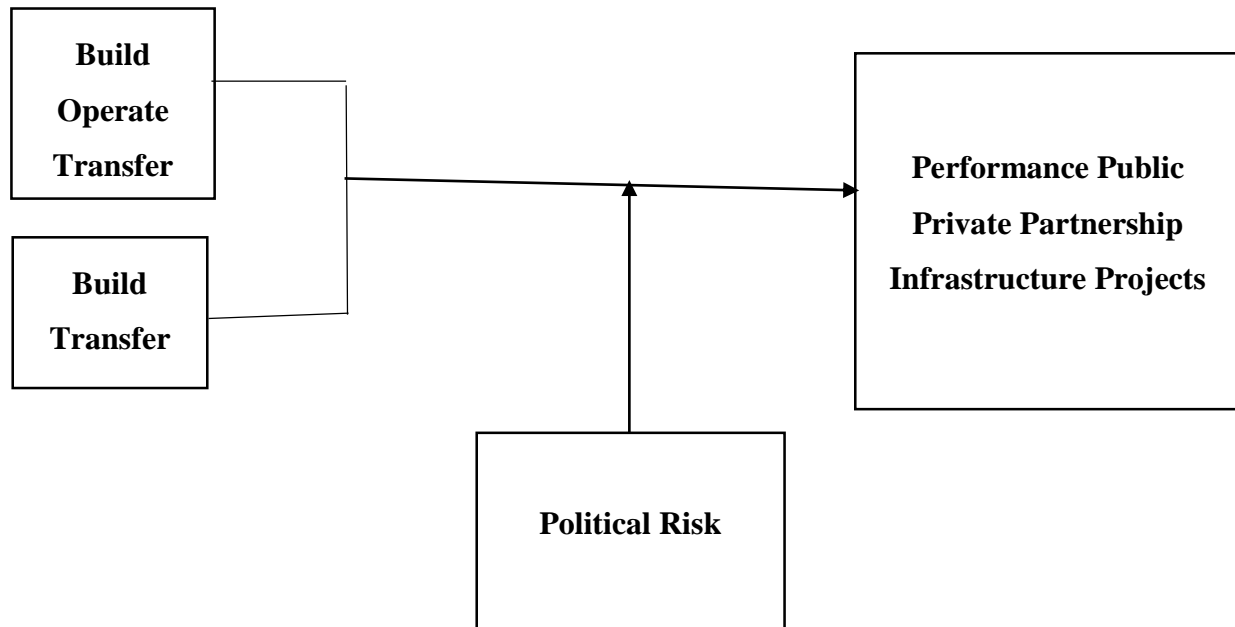 Build
Operate
Transfer
Build
Transfer
Performance Public
Private Partnership
Infrastructure Projects
Political Risk